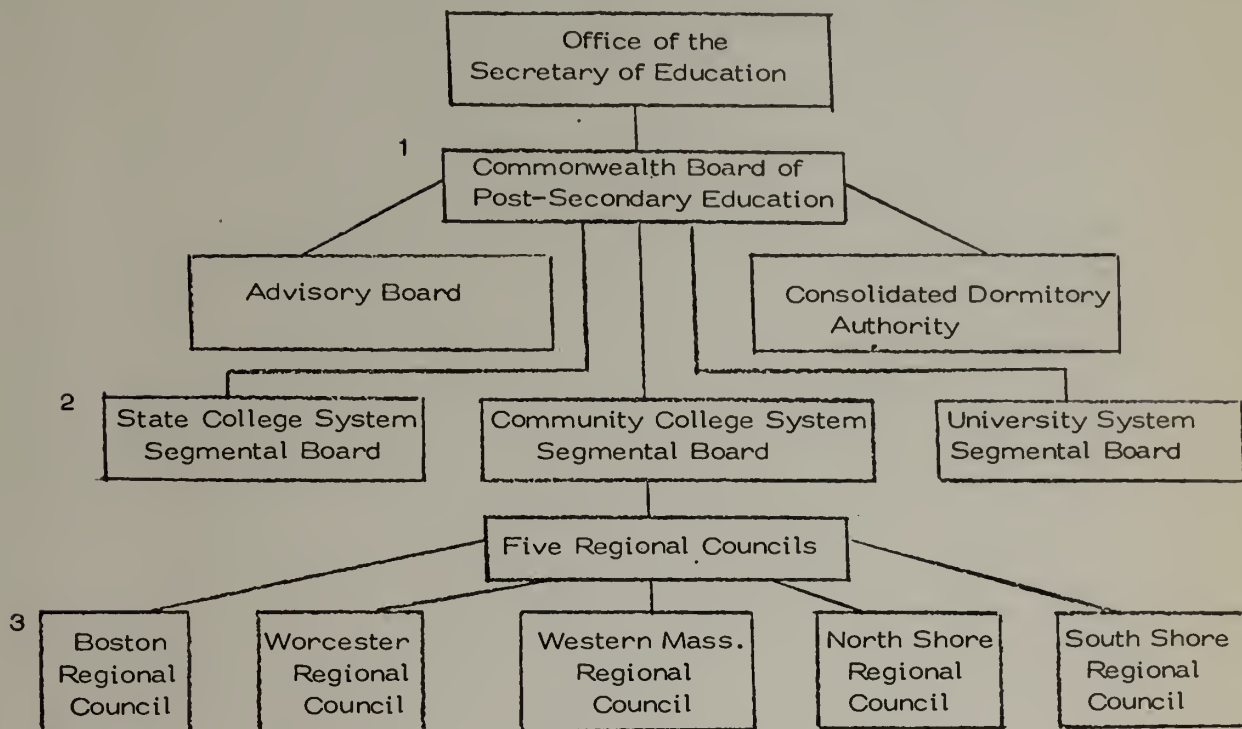 Office of the
Secretary of Education
1
Commonwealth Board of
Post-Secondary Education
Advisory Board
Consolidated Dormitory
Authority
2
State College System
Segmental Board
Community College System
Segmental Board
University System
Segmental Board
Five Regional Councils
3
Boston
Regional
Council
Worcester
Regional
Council
Western Mass.
Regional
Council
North Shore
Regional
Council
South Shore
Regional
Council